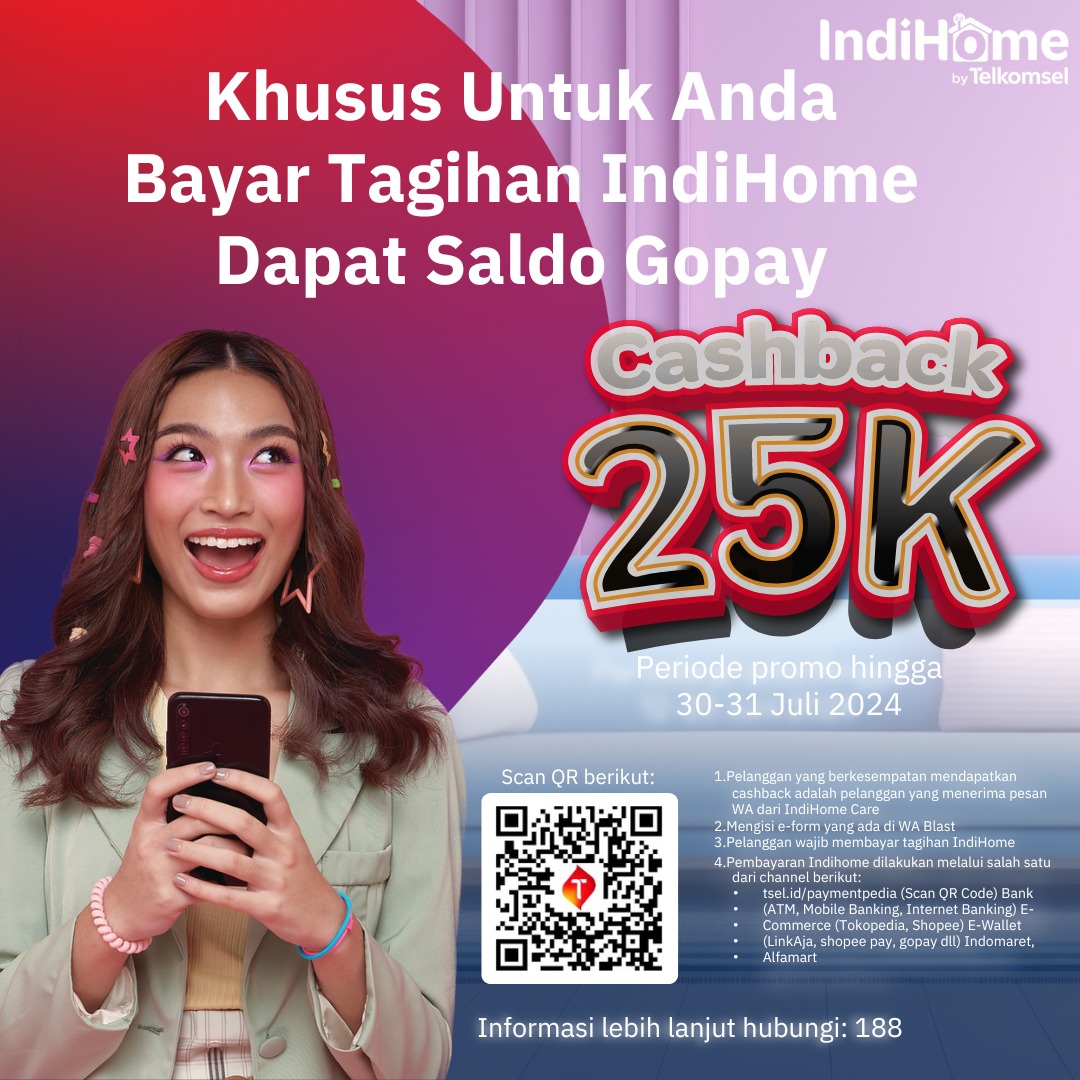 IndiHome
by Telkomsel
Khusus Untuk Anda
Bayar Tagihan IndiHome
Dapat Saldo Gopay
Cashback
25K
Periode promo hingga
30-31 Juli 2024
Scan QR berikut:
T
1.Pelanggan yang berkesempatan mendapatkan
cashback adalah pelanggan yang menerima pesan
WA dari IndiHome Care
2.Mengisi e-form yang ada di WA Blast
3.Pelanggan wajib membayar tagihan IndiHome
4.Pembayaran Indihome dilakukan melalui salah satu
dari channel berikut:
• tsel.id/paymentpedia (Scan QR Code) Bank
• (ATM, Mobile Banking, Internet Banking) E-
• Commerce (Tokopedia, Shopee) E-Wallet
• (LinkAja, shopee pay, gopay dll) Indomaret,
• Alfamart
Informasi lebih lanjut hubungi: 188